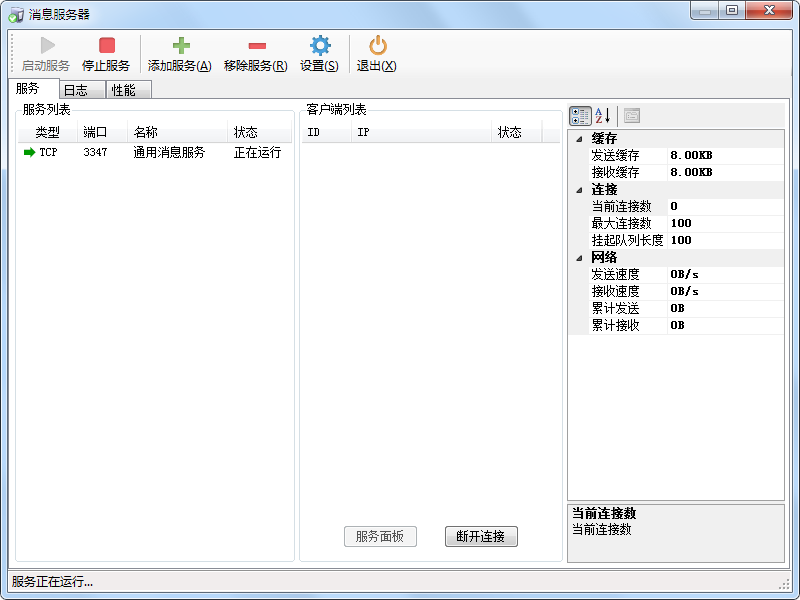 消息服务器
启动服务 停止服务 添加服务(A) 移除服务(R) 设置(S) 退出(X)
服务 日志 性能
服务列表
类型 端口 名称 状态
TCP 3347 通用消息服务 正在运行
客户端列表
ID IP 状态
服务面板 断开连接
缓存
发送缓存 8.00KB
接收缓存 8.00KB
连接
当前连接数 0
最大连接数 100
挂起队列长度 100
网络
发送速度 0B/s
接收速度 0B/s
累计发送 0B
累计接收 0B
当前连接数
当前连接数
服务正在运行...